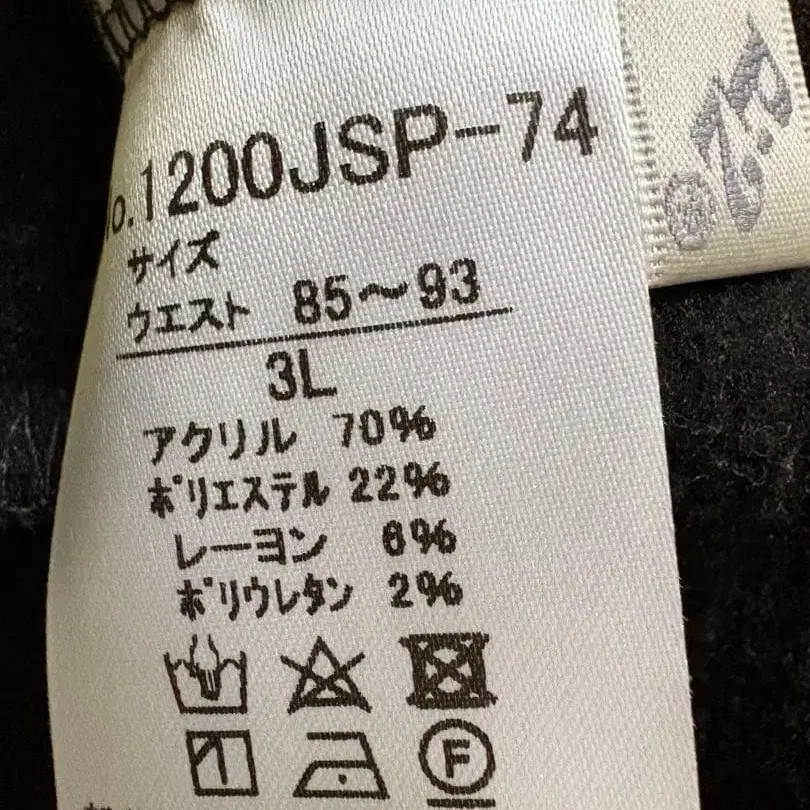 No.1200JSP-74
サイズ
ウエスト 85～93
3L
アクリル 70%
ポリエステル 22%
レーヨン 6%
ポリウレタン 2%
F